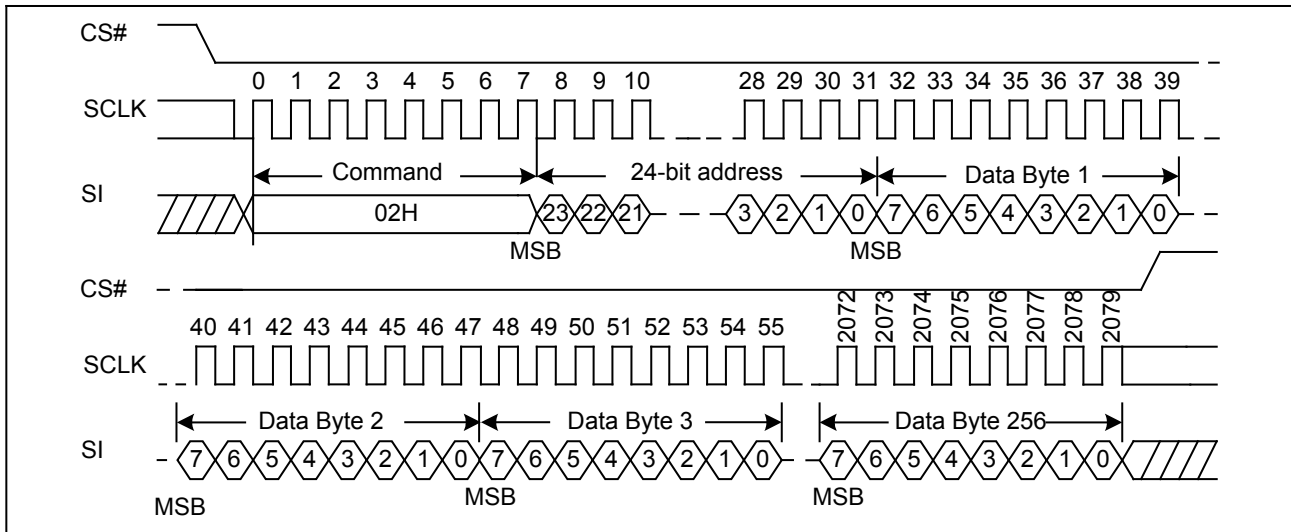 CS#
0 1 2 3 4 5 6 7 8 9 10 28 29 30 31 32 33 34 35 36 37 38 39
SCLK
Command 24-bit address Data Byte 1
SI
02H 23 22 21 3 2 1 0 7 6 5 4 3 2 1 0
MSB MSB
CS#
40 41 42 43 44 45 46 47 48 49 50 51 52 53 54 55 2072 2073 2074 2075 2076 2077 2078 2079
SCLK
Data Byte 2 Data Byte 3 Data Byte 256
SI
7 6 5 4 3 2 1 0 7 6 5 4 3 2 1 0 7 6 5 4 3 2 1 0
MSB MSB MSB